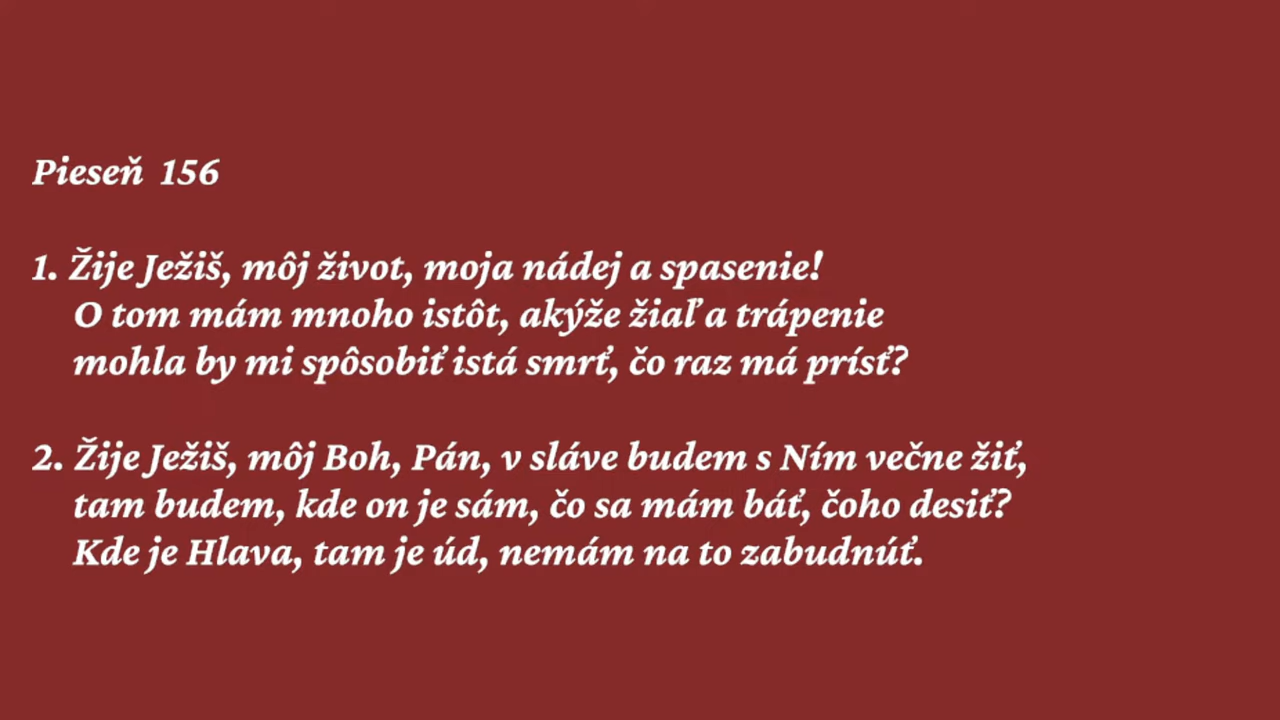 Pieseň 156
1. Žije Ježiš, môj život, moja nádej a spasenie!
O tom mám mnoho istôt, akýže žiaľ a trápenie
mohla by mi spôsobiť istá smrť, čo raz má prísť?
2. Žije Ježiš, môj Boh, Pán, v sláve budem s Ním večne žiť,
tam budem, kde on je sám, čo sa mám báť, čoho desiť?
Kde je Hlava, tam je úd, nemám na to zabudnúť.